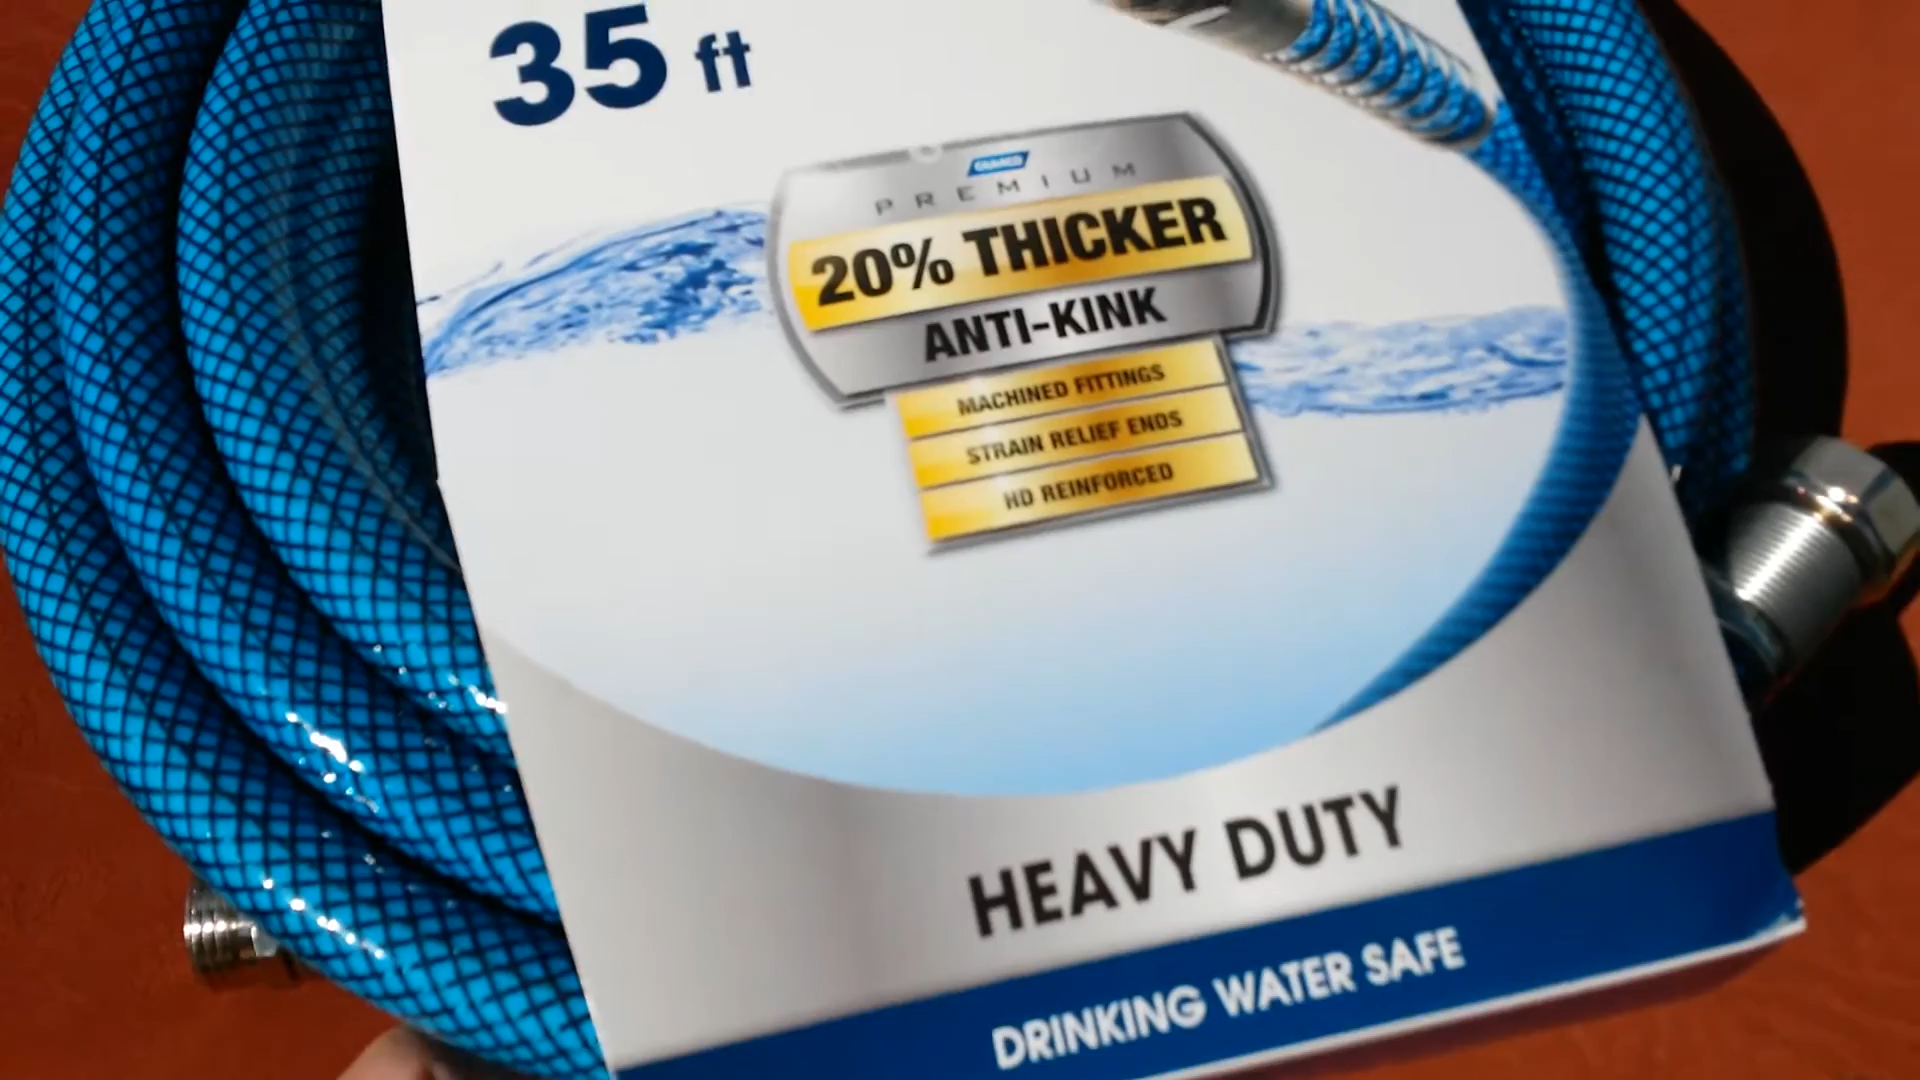 35 ft
CAMCO
PREMIUM
20% THICKER
ANTI-KINK
MACHINED FITTINGS
STRAIN RELIEF ENDS
HD REINFORCED
HEAVY DUTY
DRINKING WATER SAFE